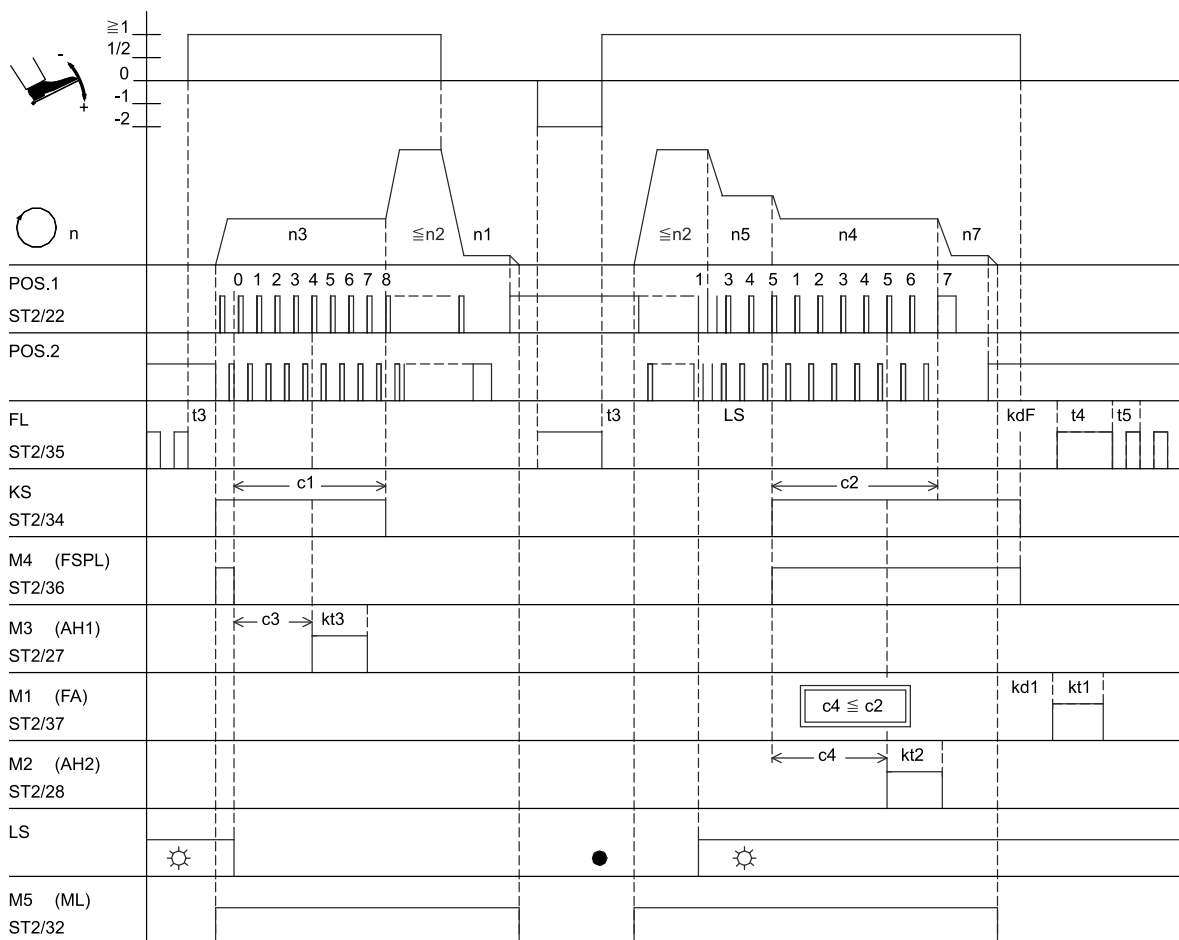 ≧1
1/2
0
-1
-2
-
+
n
n3
≦n2
n1
≦n2
n5
n4
n7
POS.1
0 1 2 3 4 5 6 7 8
1 3 4 5 1 2 3 4 5 6 7
ST2/22
POS.2
FL
t3
t3
LS
kdF
t4
t5
ST2/35
KS
c1
c2
ST2/34
M4 (FSPL)
ST2/36
M3 (AH1)
c3
kt3
ST2/27
M1 (FA)
c4 ≦ c2
kd1
kt1
ST2/37
M2 (AH2)
c4
kt2
ST2/28
LS
M5 (ML)
ST2/32